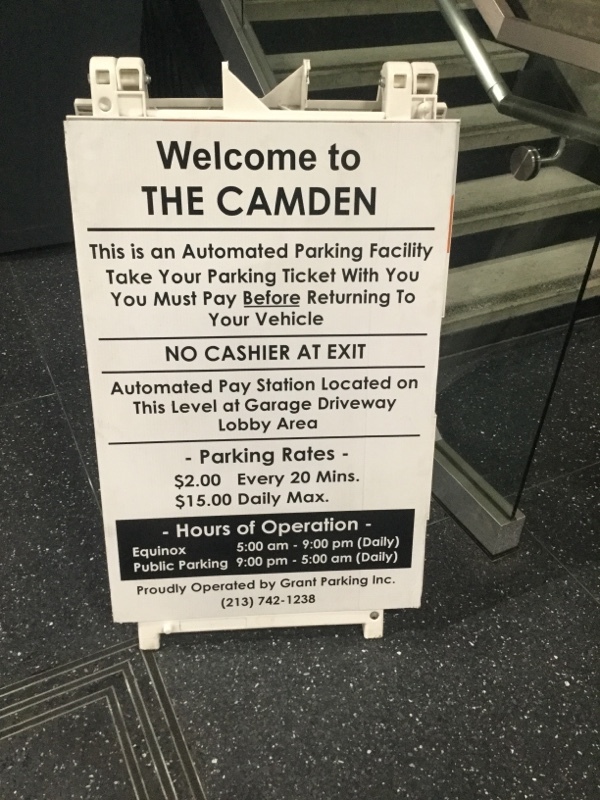 Welcome to
THE CAMDEN
This is an Automated Parking Facility
Take Your Parking Ticket With You
You Must Pay Before Returning To
Your Vehicle
NO CASHIER AT EXIT
Automated Pay Station Located on
This Level at Garage Driveway
Lobby Area
- Parking Rates -
$2.00 Every 20 Mins.
$15.00 Daily Max.
- Hours of Operation -
Equinox 5:00 am - 9:00 pm (Daily)
Public Parking 9:00 pm - 5:00 am (Daily)
Proudly Operated by Grant Parking Inc.
(213) 742-1238